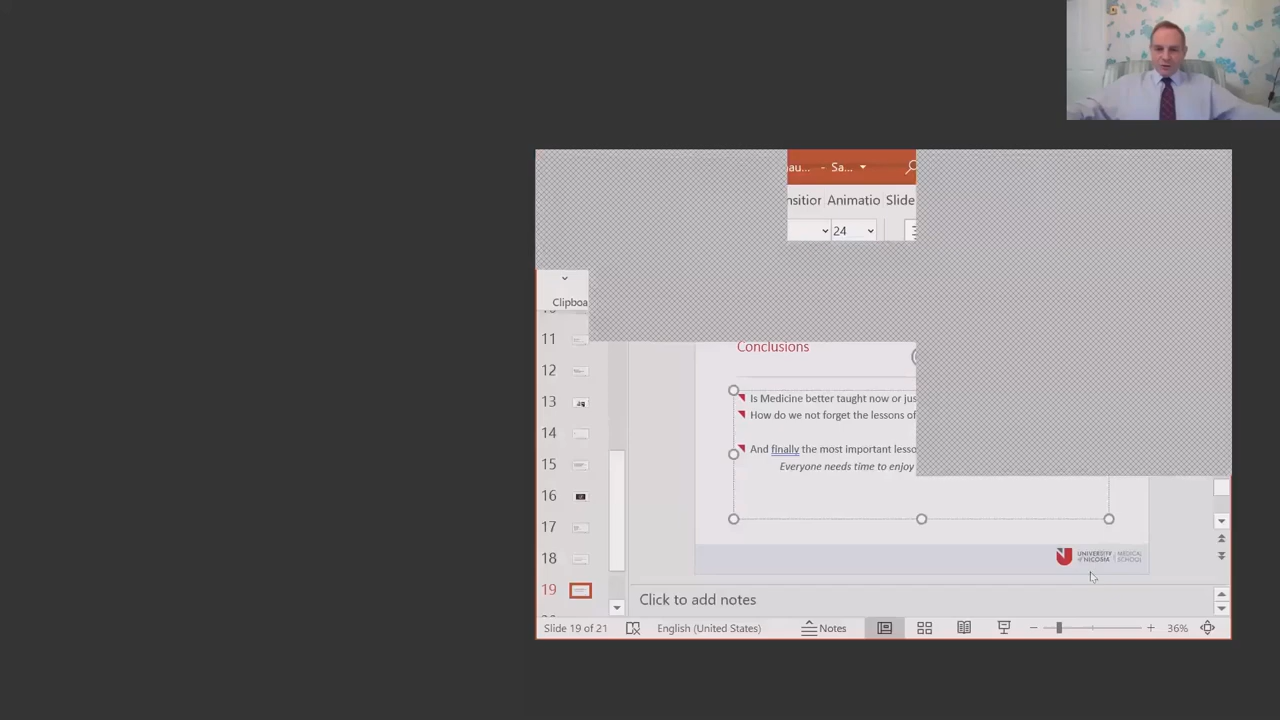 au... - Sa...
nsitior Animatio Slide
24
Clipboa
11
12
13
14
15
16
17
18
19
Conclusions
Is Medicine better taught now or jus
How do we not forget the lessons of
And finally the most important lesso
Everyone needs time to enjoy
UNIVERSITY of NICOSIA
MEDICAL SCHOOL
Click to add notes
Slide 19 of 21 English (United States) Notes 36%